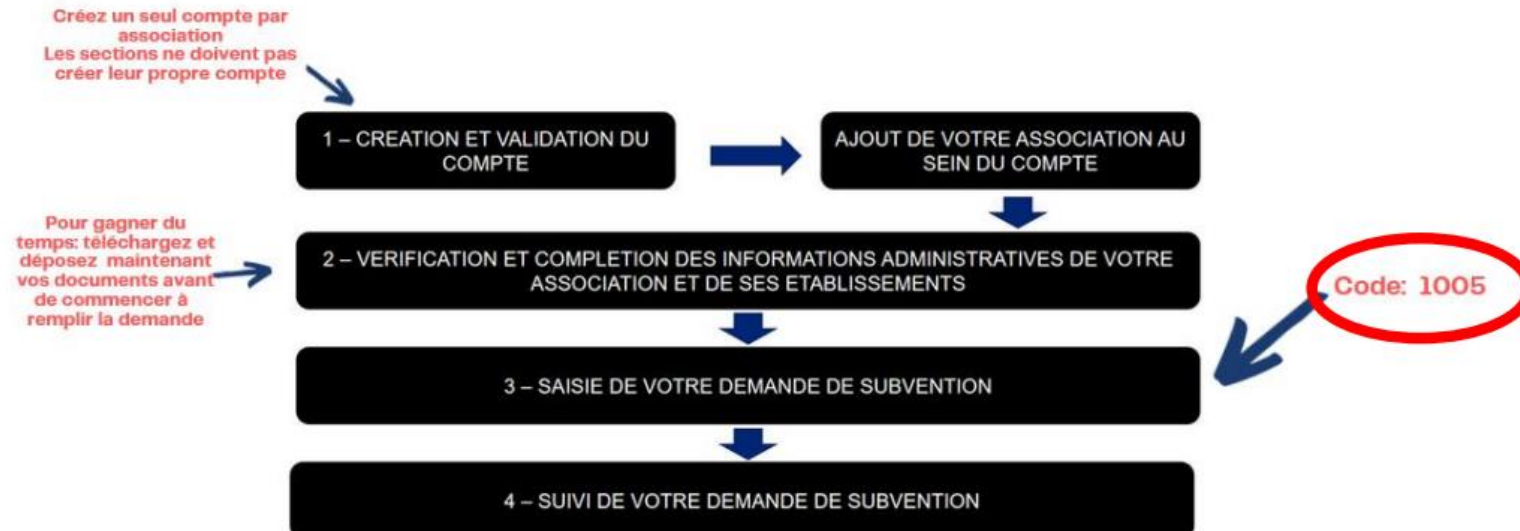 Créez un seul compte par
association
Les sections ne doivent pas
créer leur propre compte
1 – CREATION ET VALIDATION DU
COMPTE
AJOUT DE VOTRE ASSOCIATION AU
SEIN DU COMPTE
Pour gagner du
temps: téléchargez et
déposez maintenant
vos documents avant
de commencer à
remplir la demande
2 – VERIFICATION ET COMPLETION DES INFORMATIONS ADMINISTRATIVES DE VOTRE
ASSOCIATION ET DE SES ETABLISSEMENTS
Code: 1005
3 – SAISIE DE VOTRE DEMANDE DE SUBVENTION
4 – SUIVI DE VOTRE DEMANDE DE SUBVENTION